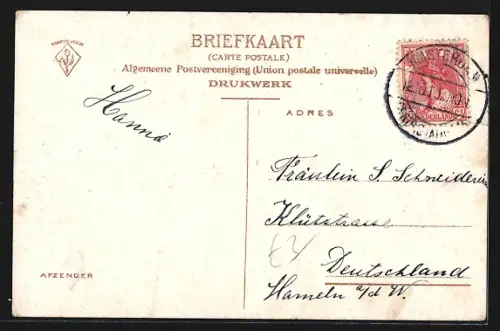 BRIEFKAART
(CARTE POSTALE)
Algemeene Postvereeniging (Union postale universelle)
DRUKWERK
Hanna
ADRES
Fräulein S. Schneider
Klütstrasse
Deutschland
Hameln a/d W.
AFZENDER